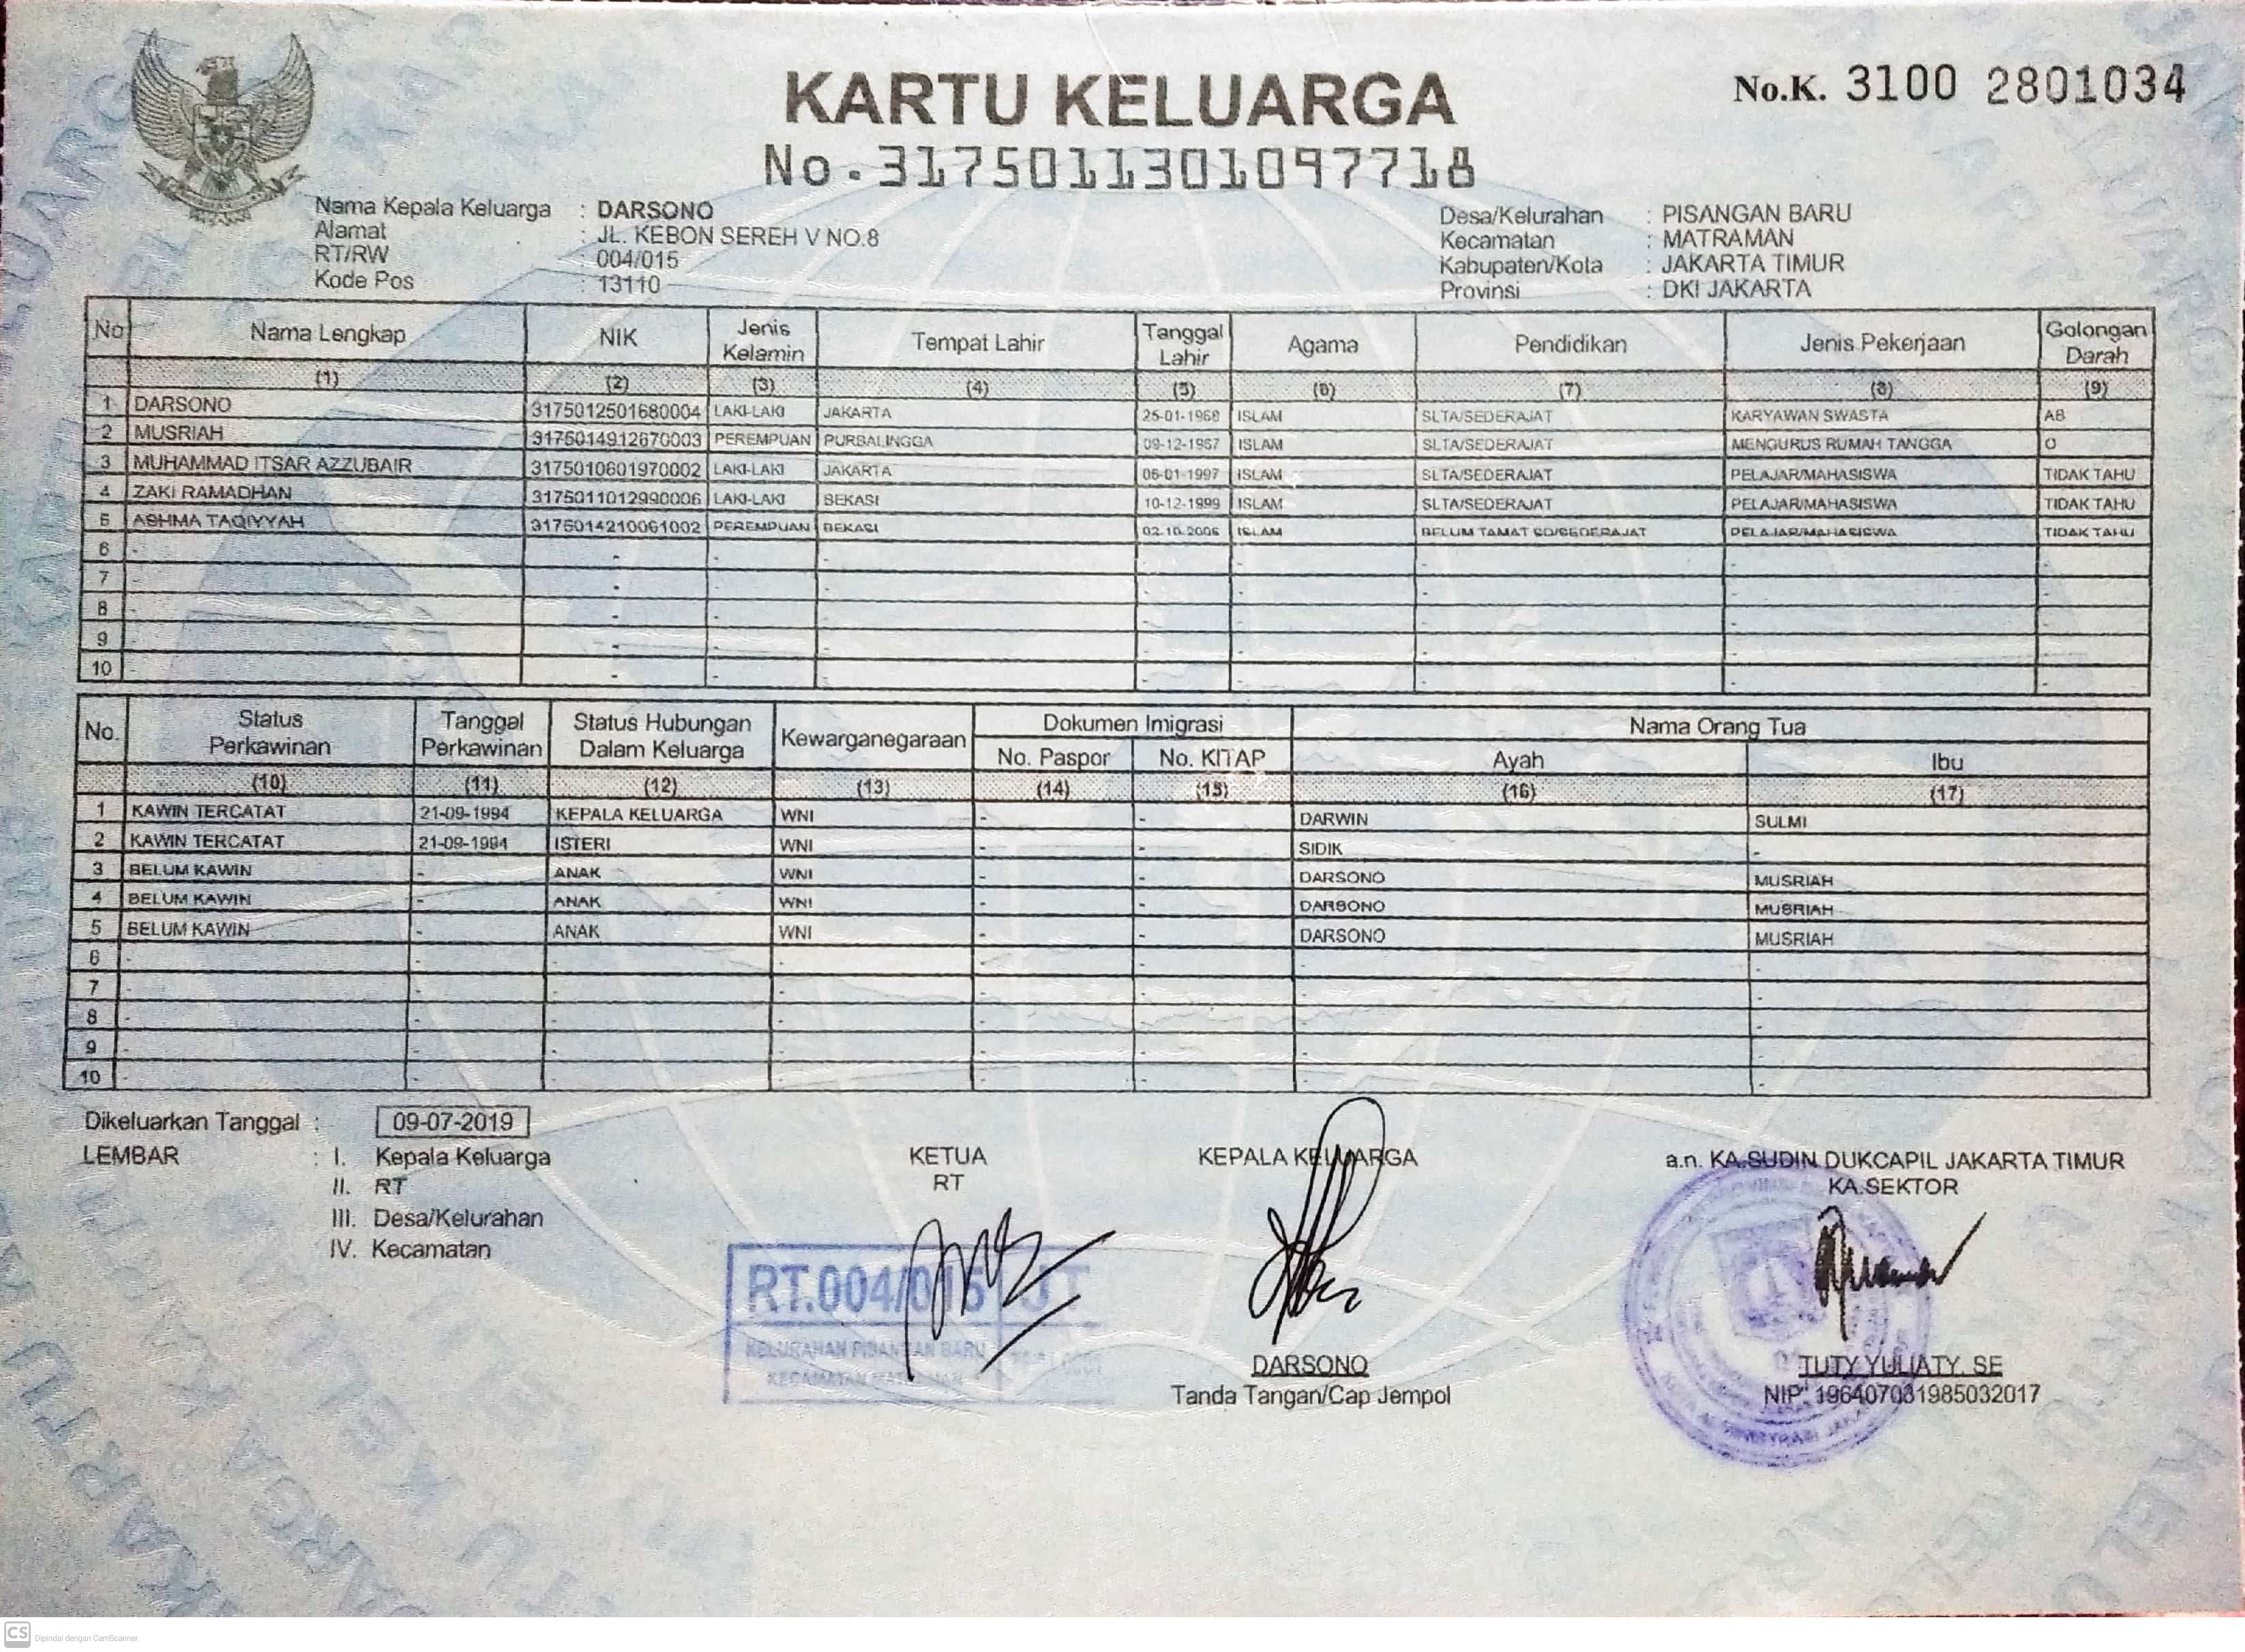 KARTU KELUARGA
No.K. 3100 2801034
No. 3175011301097718
Nama Kepala Keluarga : DARSONO
Alamat : JL. KEBON SEREH V NO.8
RT/RW : 004/015
Kode Pos : 13110
Desa/Kelurahan : PISANGAN BARU
Kecamatan : MATRAMAN
Kabupaten/Kota : JAKARTA TIMUR
Provinsi : DKI JAKARTA
No Nama Lengkap NIK Jenis Kelamin Tempat Lahir Tanggal Lahir Agama Pendidikan Jenis Pekerjaan Golongan Darah
(1) (2) (3) (4) (5) (6) (7) (8) (9)
1 DARSONO 3175012501680004 LAKI-LAKI JAKARTA 25-01-1968 ISLAM SLTA/SEDERAJAT KARYAWAN SWASTA AB
2 MUSRIAH 3175014912670003 PEREMPUAN PURBALINGGA 09-12-1967 ISLAM SLTA/SEDERAJAT MENGURUS RUMAH TANGGA O
3 MUHAMMAD ITSAR AZZUBAIR 3175010601970002 LAKI-LAKI JAKARTA 06-01-1997 ISLAM SLTA/SEDERAJAT PELAJAR/MAHASISWA TIDAK TAHU
4 ZAKI RAMADHAN 3175011012990006 LAKI-LAKI BEKASI 10-12-1999 ISLAM SLTA/SEDERAJAT PELAJAR/MAHASISWA TIDAK TAHU
5 ASHMA TAQIYYAH 3175014210061002 PEREMPUAN BEKASI 02-10-2006 ISLAM BELUM TAMAT SD/SEDERAJAT PELAJAR/MAHASISWA TIDAK TAHU
6 - - - - - - - - -
7 - - - - - - - - -
8 - - - - - - - - -
9 - - - - - - - - -
10 - - - - - - - - -
No. Status Perkawinan Tanggal Perkawinan Status Hubungan Dalam Keluarga Kewarganegaraan Dokumen Imigrasi Nama Orang Tua
No. Paspor No. KITAP Ayah Ibu
(10) (11) (12) (13) (14) (15) (16) (17)
1 KAWIN TERCATAT 21-09-1994 KEPALA KELUARGA WNI - - DARWIN SULMI
2 KAWIN TERCATAT 21-09-1994 ISTERI WNI - - SIDIK -
3 BELUM KAWIN - ANAK WNI - - DARSONO MUSRIAH
4 BELUM KAWIN - ANAK WNI - - DARSONO MUSRIAH
5 BELUM KAWIN - ANAK WNI - - DARSONO MUSRIAH
6 - - - - - - - -
7 - - - - - - - -
8 - - - - - - - -
9 - - - - - - - -
10 - - - - - - - -
Dikeluarkan Tanggal : 09-07-2019
LEMBAR : I. Kepala Keluarga
II. RT
III. Desa/Kelurahan
IV. Kecamatan
KETUA
RT
RT.004/015 JT
KELURAHAN PISANGAN BARU
KECAMATAN MATRAMAN
KEPALA KELUARGA
DARSONO
Tanda Tangan/Cap Jempol
a.n. KA.SUDIN DUKCAPIL JAKARTA TIMUR
KA.SEKTOR
TUTY YULIATY. SE
NIP. 196407031985032017
CS Dipindai dengan CamScanner